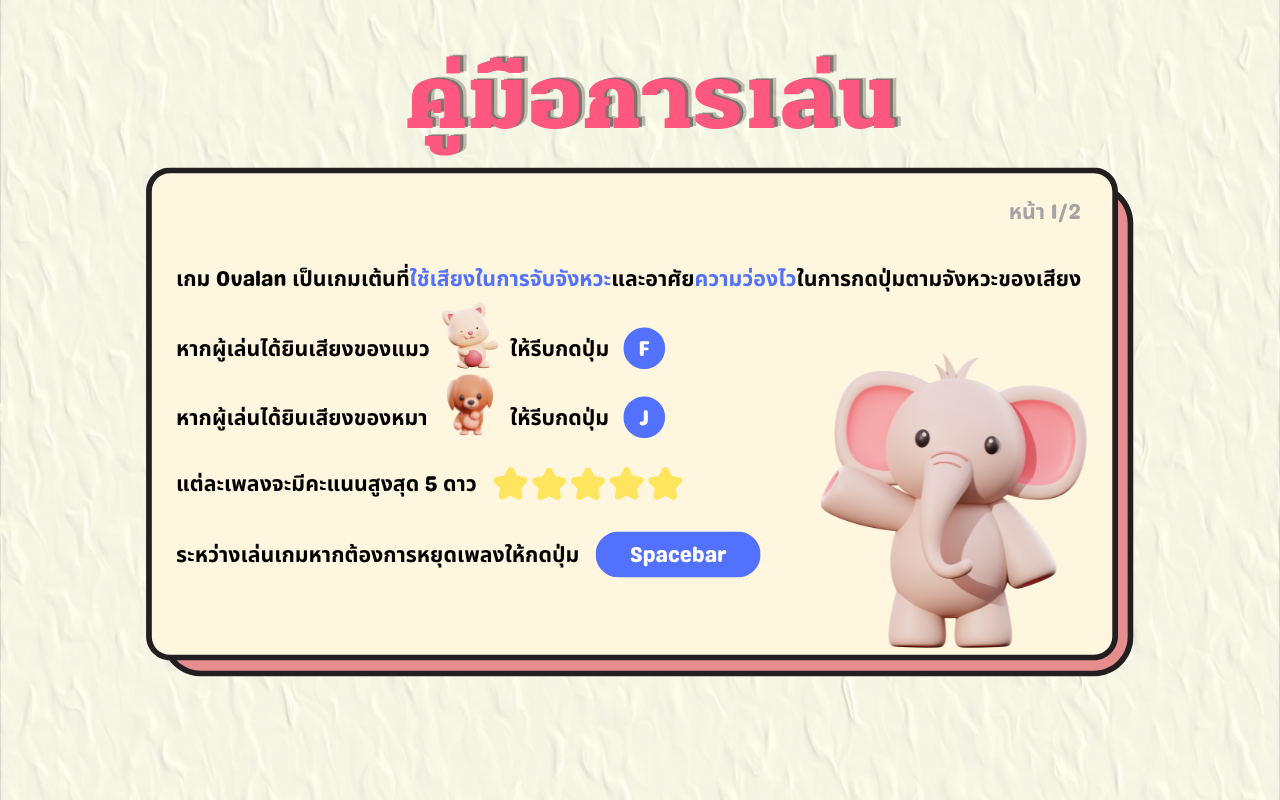 คู่มือการเล่น
หน้า 1/2
เกม Ovalan เป็นเกมเต้นที่ใช้เสียงในการจับจังหวะและอาศัยความว่องไวในการกดปุ่มตามจังหวะของเสียง
หากผู้เล่นได้ยินเสียงของแมว ให้รีบกดปุ่ม F
หากผู้เล่นได้ยินเสียงของหมา ให้รีบกดปุ่ม J
แต่ละเพลงจะมีคะแนนสูงสุด 5 ดาว
ระหว่างเล่นเกมหากต้องการหยุดเพลงให้กดปุ่ม Spacebar